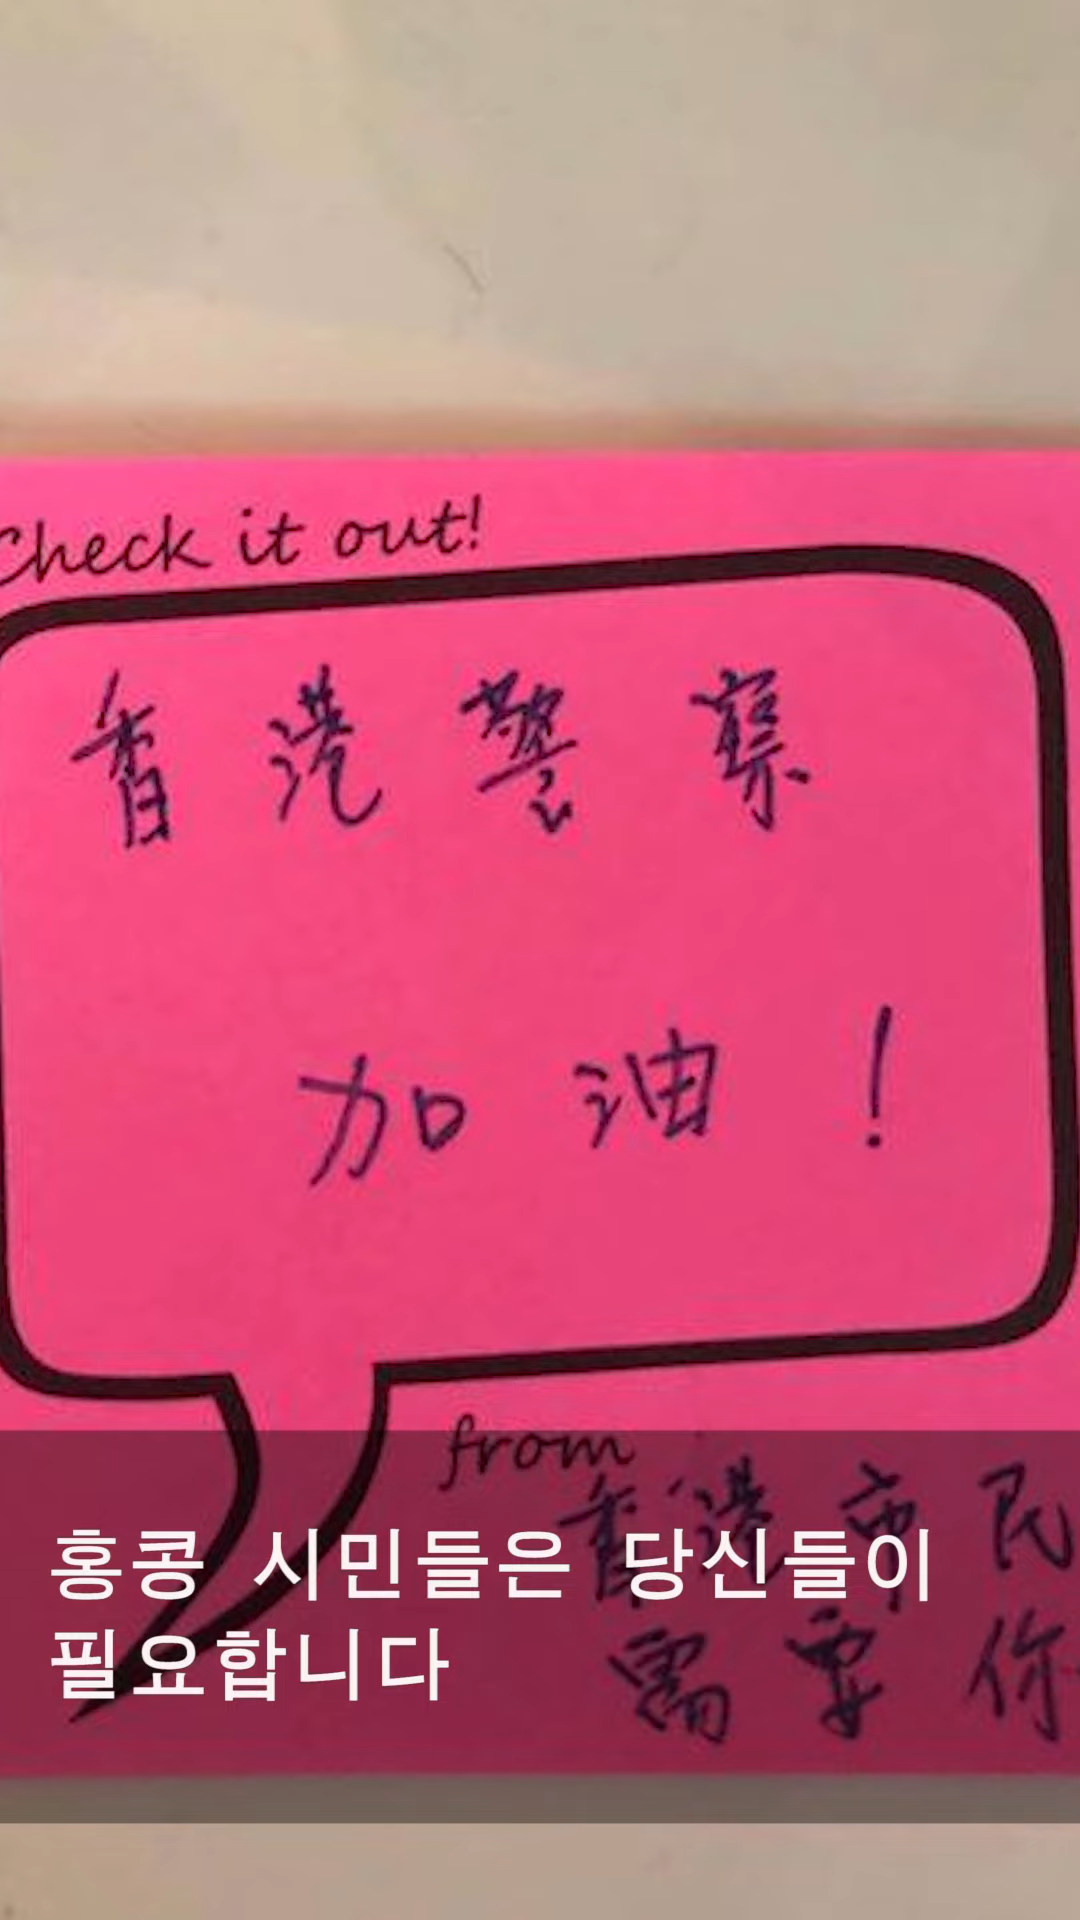 Check it out!
香港警察
加油！
from
香港市民
需要你
홍콩 시민들은 당신들이
필요합니다